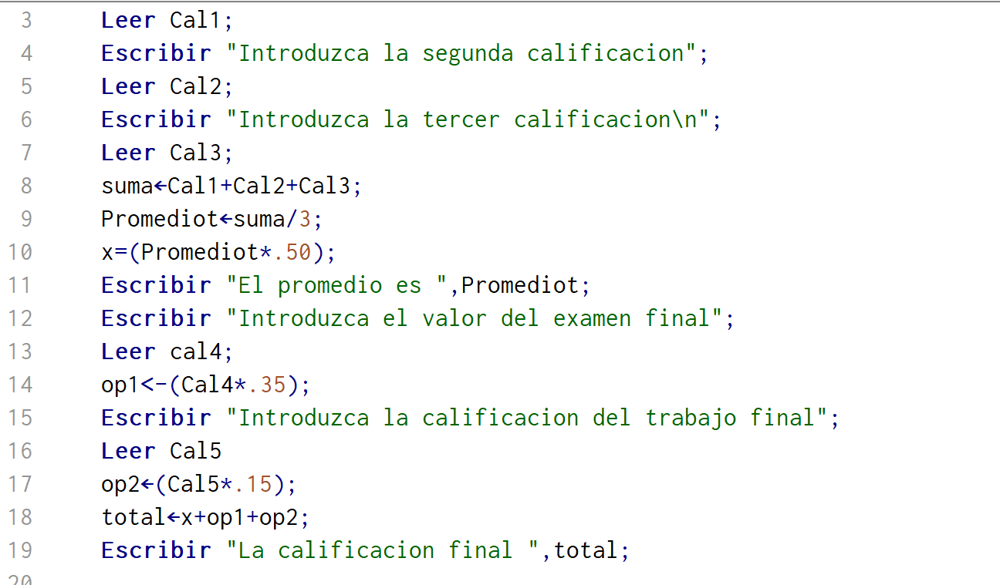 3 Leer Cal1;
4 Escribir "Introduzca la segunda calificacion";
5 Leer Cal2;
6 Escribir "Introduzca la tercer calificacion\n";
7 Leer Cal3;
8 suma←Cal1+Cal2+Cal3;
9 Promediot←suma/3;
10 x=(Promediot*.50);
11 Escribir "El promedio es ",Promediot;
12 Escribir "Introduzca el valor del examen final";
13 Leer cal4;
14 op1<-(Cal4*.35);
15 Escribir "Introduzca la calificacion del trabajo final";
16 Leer Cal5
17 op2←(Cal5*.15);
18 total←x+op1+op2;
19 Escribir "La calificacion final ",total;
20